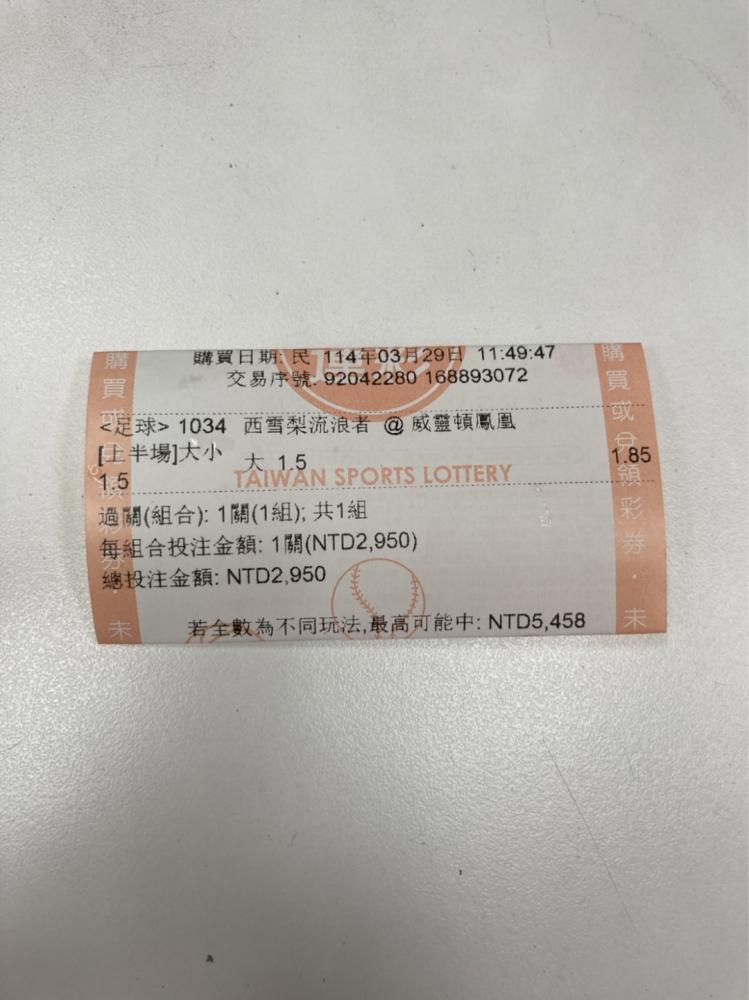 購買日期: 民 114年03月29日 11:49:47
交易序號: 92042280 168893072
<足球> 1034 西雪梨流浪者 @ 威靈頓鳳凰
[上半場]大小 大 1.5 1.85
1.5
TAIWAN SPORTS LOTTERY
過關(組合): 1關(1組); 共1組
每組合投注金額: 1關(NTD2,950)
總投注金額: NTD2,950
若全數為不同玩法,最高可能中: NTD5,458
購買或
未
購買或兌領彩券．未